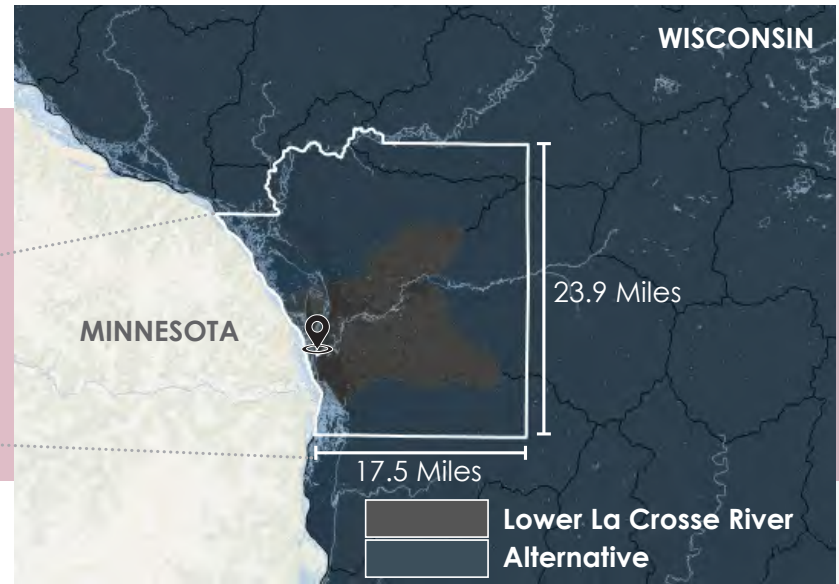 WISCONSIN
23.9 Miles
MINNESOTA
17.5 Miles
Lower La Crosse River
Alternative